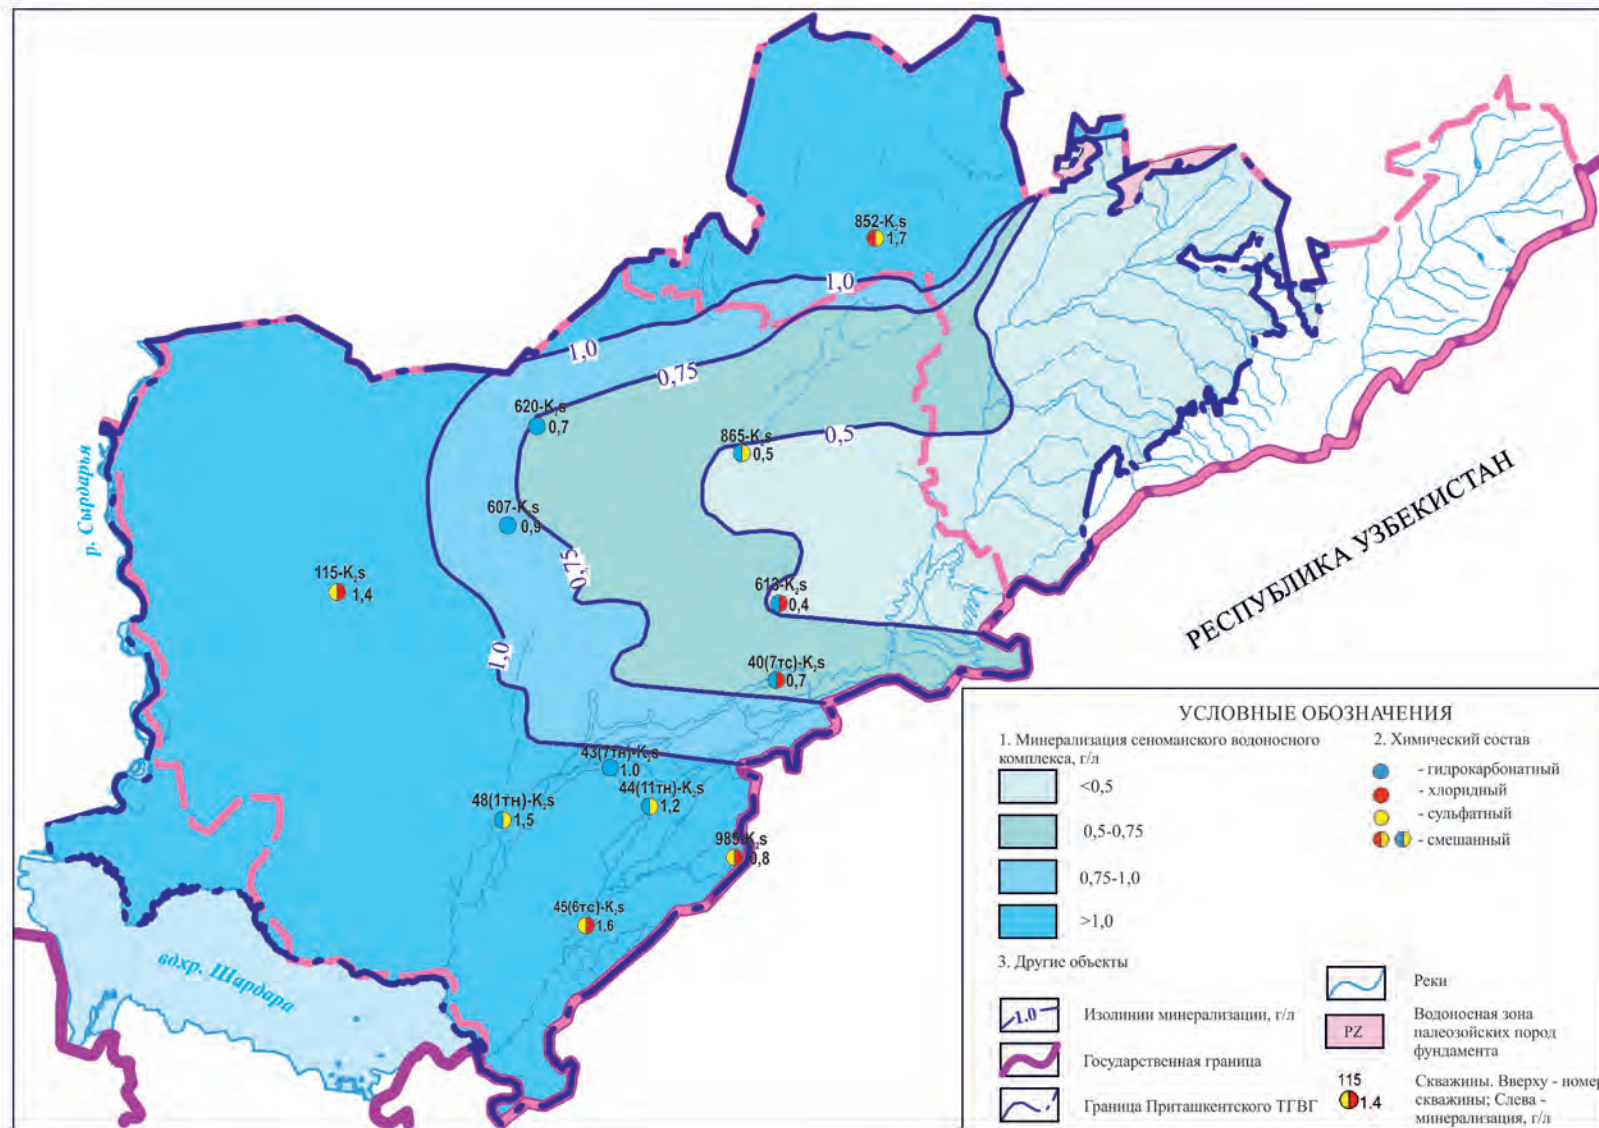 852-K₂s
1,7
1,0
1,0
0,75
620-K₂s
0,7
865-K₂s
0,5
0,5
р. Сырдарья
607-K₂s
0,9
РЕСПУБЛИКА УЗБЕКИСТАН
0,75
115-K₂s
1,4
613-K₂s
0,4
1,0
40(7тс)-K₂s
0,7
43(7тн)-K₂s
1.0
44(11тн)-K₂s
1,2
48(1тн)-K₂s
1,5
985-K₂s
0,8
45(6тс)-K₂s
1.6
вдхр. Шардара
УСЛОВНЫЕ ОБОЗНАЧЕНИЯ
1. Минерализация сеноманского водоносного
комплекса, г/л
<0,5
0,5-0,75
0,75-1,0
>1,0
2. Химический состав
- гидрокарбонатный
- хлоридный
- сульфатный
- смешанный
3. Другие объекты
1.0
Изолинии минерализации, г/л
Государственная граница
Граница Приташкентского ТГВГ
Реки
PZ
Водоносная зона
палеозойских пород
фундамента
115
1.4
Скважины. Вверху - номер
скважины; Слева -
минерализация, г/л